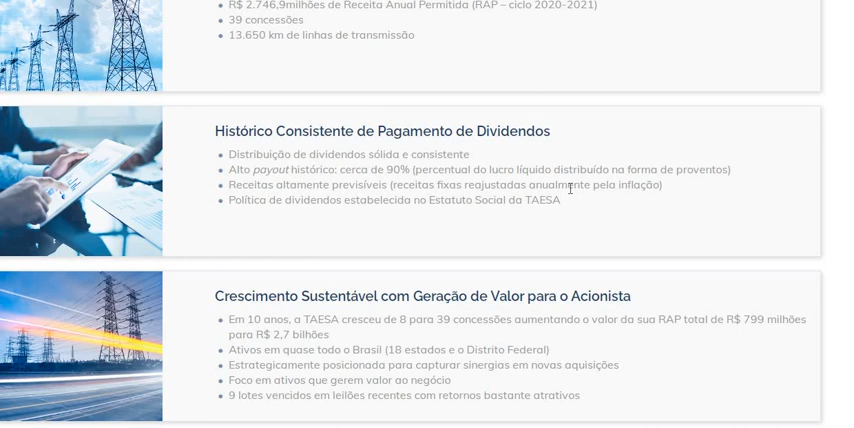 R$ 2.746,9milhões de Receita Anual Permitida (RAP – ciclo 2020-2021)
39 concessões
13.650 km de linhas de transmissão
Histórico Consistente de Pagamento de Dividendos
Distribuição de dividendos sólida e consistente
Alto payout histórico: cerca de 90% (percentual do lucro líquido distribuído na forma de proventos)
Receitas altamente previsíveis (receitas fixas reajustadas anualmente pela inflação)
Política de dividendos estabelecida no Estatuto Social da TAESA
Crescimento Sustentável com Geração de Valor para o Acionista
Em 10 anos, a TAESA cresceu de 8 para 39 concessões aumentando o valor da sua RAP total de R$ 799 milhões
para R$ 2,7 bilhões
Ativos em quase todo o Brasil (18 estados e o Distrito Federal)
Estrategicamente posicionada para capturar sinergias em novas aquisições
Foco em ativos que gerem valor ao negócio
9 lotes vencidos em leilões recentes com retornos bastante atrativos